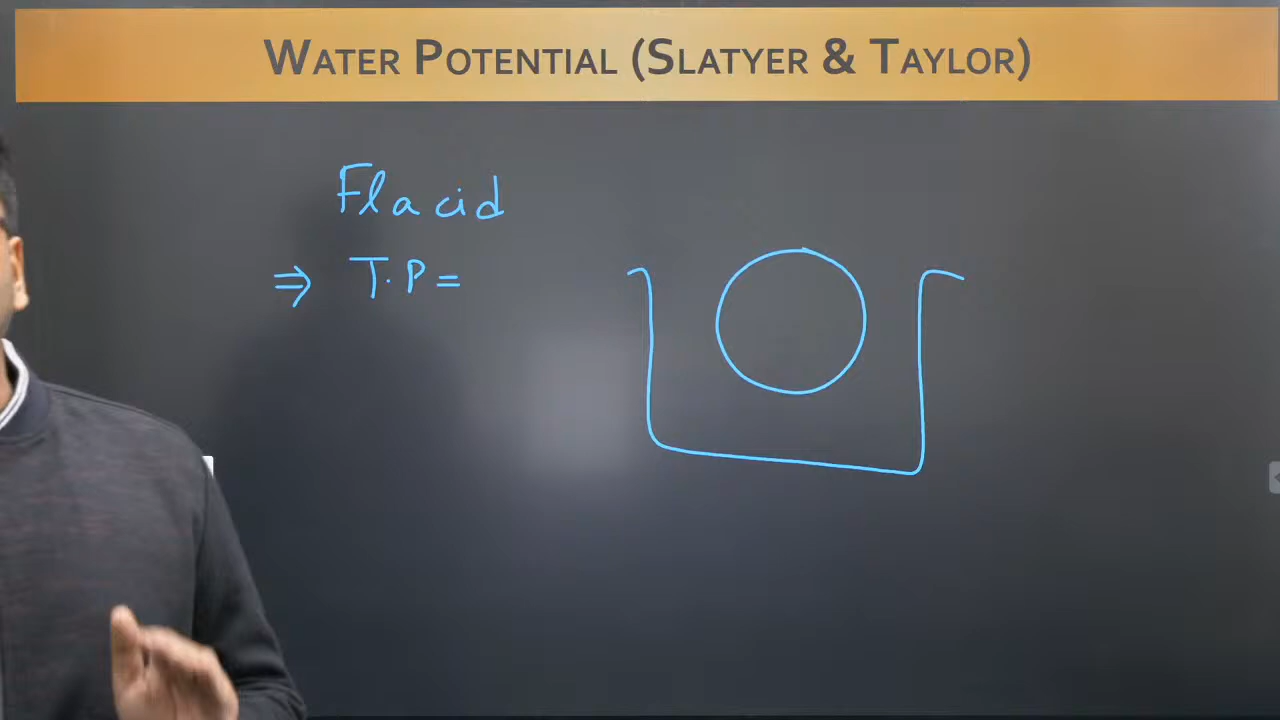 WATER POTENTIAL (SLATYER & TAYLOR)
Flacid
⇒ T.P =